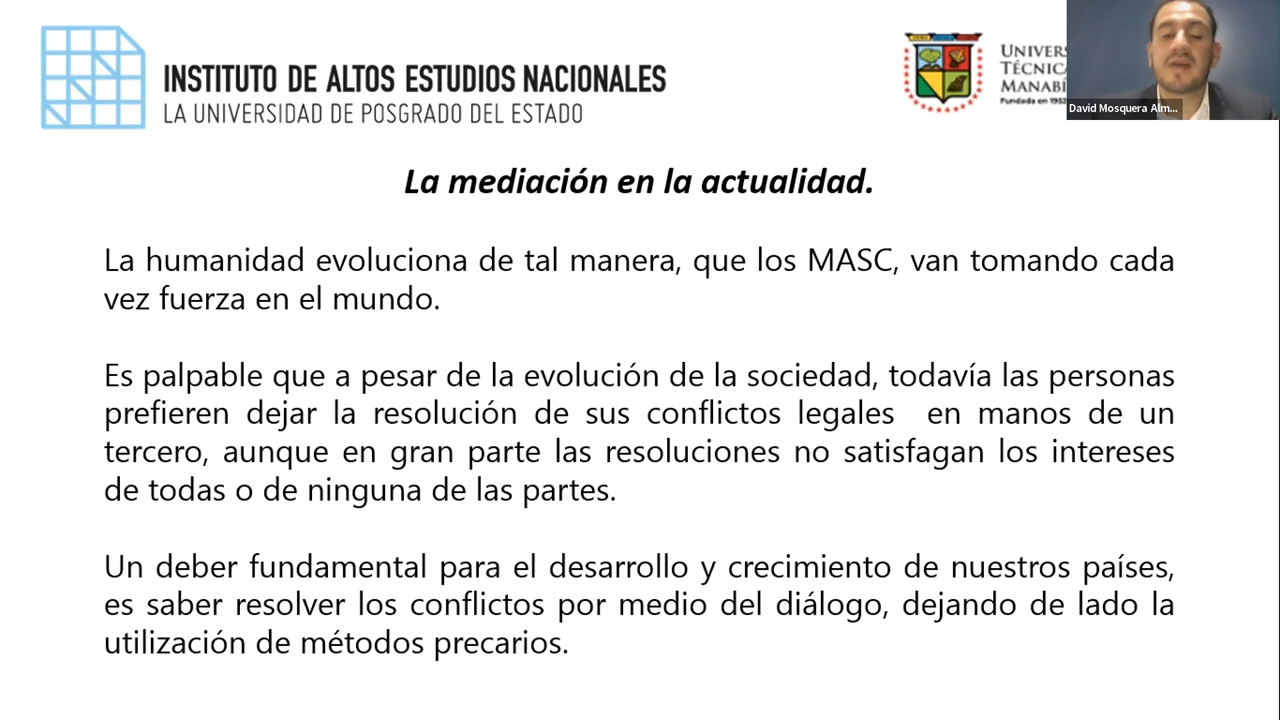 INSTITUTO DE ALTOS ESTUDIOS NACIONALES
LA UNIVERSIDAD DE POSGRADO DEL ESTADO
Fundada en
David Mosquera Alm...
La mediación en la actualidad.
La humanidad evoluciona de tal manera, que los MASC, van tomando cada
vez fuerza en el mundo.
Es palpable que a pesar de la evolución de la sociedad, todavía las personas
prefieren dejar la resolución de sus conflictos legales en manos de un
tercero, aunque en gran parte las resoluciones no satisfagan los intereses
de todas o de ninguna de las partes.
Un deber fundamental para el desarrollo y crecimiento de nuestros países,
es saber resolver los conflictos por medio del diálogo, dejando de lado la
utilización de métodos precarios.